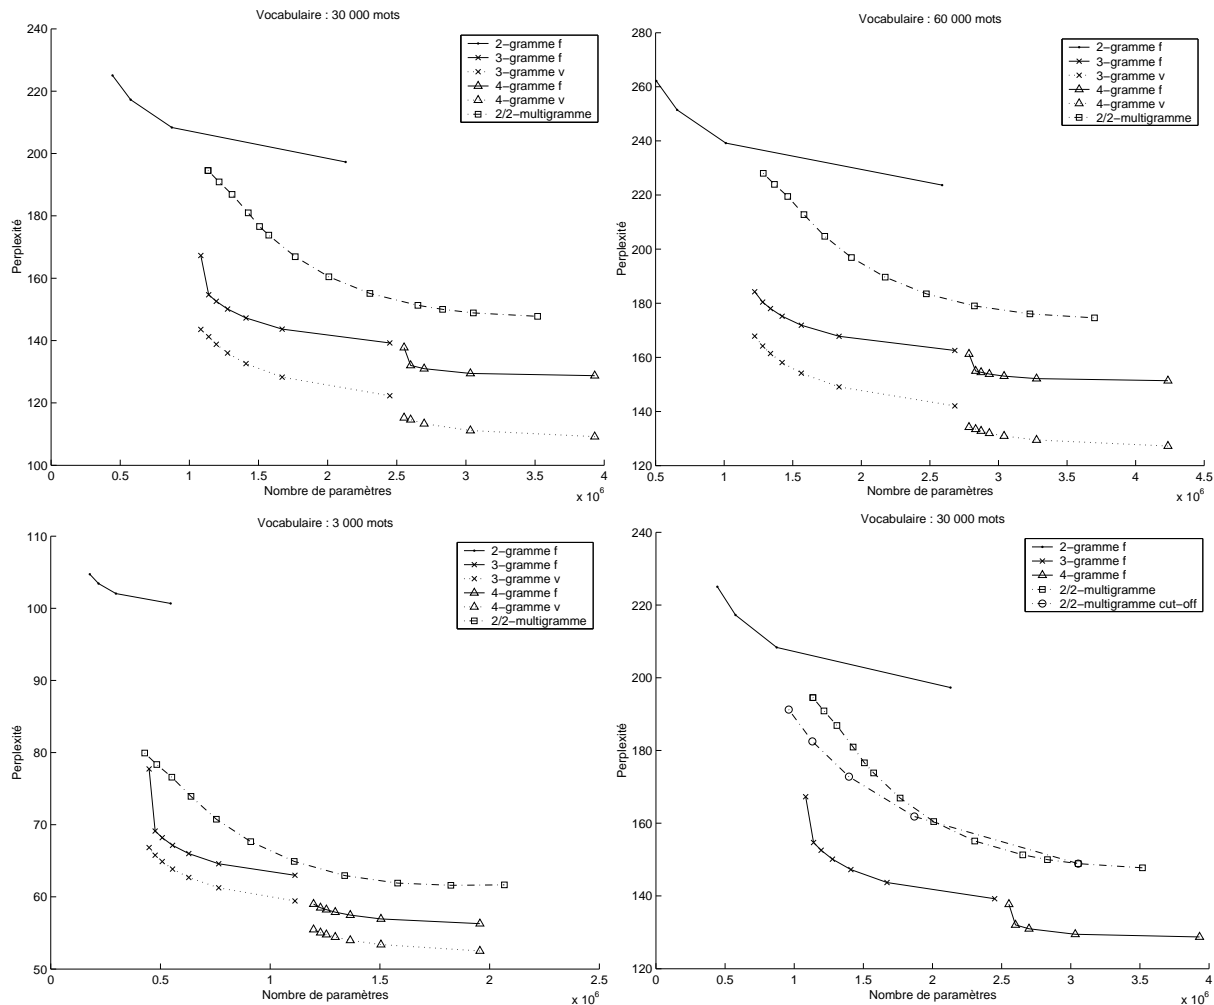 Vocabulaire : 30 000 mots
240
220
200
180
160
140
120
100
Perplexité
0
0.5
1
1.5
2
2.5
3
3.5
4
Nombre de paramètres
x 10^6
2−gramme f
3−gramme f
3−gramme v
4−gramme f
4−gramme v
2/2−multigramme
Vocabulaire : 60 000 mots
280
260
240
220
200
180
160
140
120
Perplexité
0.5
1
1.5
2
2.5
3
3.5
4
4.5
Nombre de paramètres
x 10^6
2−gramme f
3−gramme f
3−gramme v
4−gramme f
4−gramme v
2/2−multigramme
Vocabulaire : 3 000 mots
110
100
90
80
70
60
50
Perplexité
0
0.5
1
1.5
2
2.5
Nombre de paramètres
x 10^6
2−gramme f
3−gramme f
3−gramme v
4−gramme f
4−gramme v
2/2−multigramme
Vocabulaire : 30 000 mots
240
220
200
180
160
140
120
Perplexité
0
0.5
1
1.5
2
2.5
3
3.5
4
Nombre de paramètres
x 10^6
2−gramme f
3−gramme f
4−gramme f
2/2−multigramme
2/2−multigramme cut−off